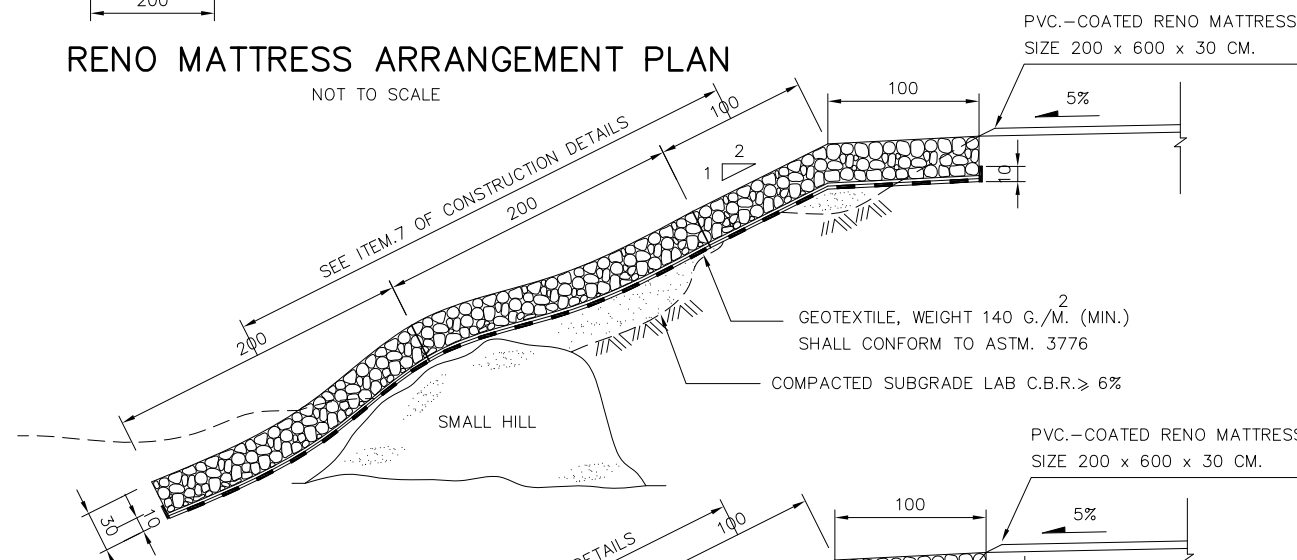 200
RENO MATTRESS ARRANGEMENT PLAN
NOT TO SCALE
PVC.-COATED RENO MATTRESS
SIZE 200 x 600 x 30 CM.
100
100
5%
SEE ITEM.7 OF CONSTRUCTION DETAILS
2
1
10
200
200
GEOTEXTILE, WEIGHT 140 G./M.2 (MIN.)
SHALL CONFORM TO ASTM. 3776
COMPACTED SUBGRADE LAB C.B.R.⩾ 6%
SMALL HILL
30
10
PVC.-COATED RENO MATTRESS
SIZE 200 x 600 x 30 CM.
100
100
5%
DETAILS